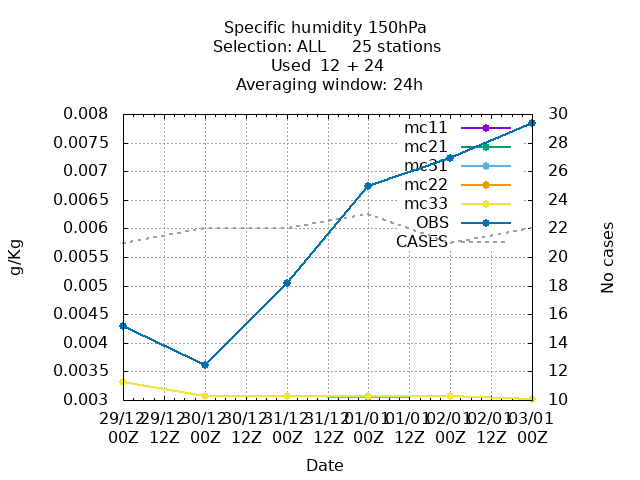 Specific humidity 150hPa
Selection: ALL 25 stations
Used 12 + 24
Averaging window: 24h
g/Kg
0.008
0.0075
0.007
0.0065
0.006
0.0055
0.005
0.0045
0.004
0.0035
0.003
mc11
mc21
mc31
mc22
mc33
OBS
CASES
30
28
26
24
22
20
18
16
14
12
10
No cases
29/12 29/12 30/12 30/12 31/12 31/12 01/01 01/01 02/01 02/01 03/01
00Z 12Z 00Z 12Z 00Z 12Z 00Z 12Z 00Z 12Z 00Z
Date